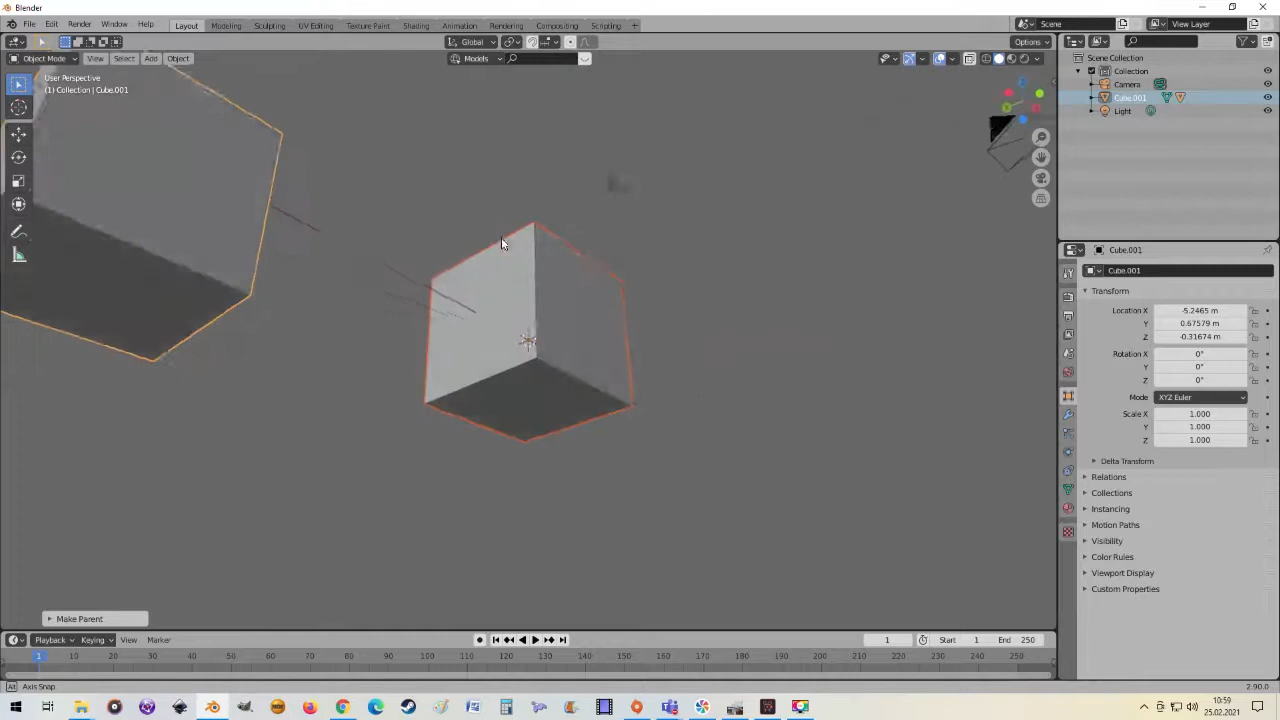 Blender
File Edit Render Window Help Layout Modeling Sculpting UV Editing Texture Paint Shading Animation Rendering Compositing Scripting + Scene View Layer
Global Options
Object Mode View Select Add Object Models
User Perspective
(1) Collection | Cube.001
Scene Collection
Collection
Camera
Cube.001
Light
Cube.001
Cube.001
Transform
Location X -5.2465 m
Y 0.67579 m
Z -0.31674 m
Rotation X 0°
Y 0°
Z 0°
Mode XYZ Euler
Scale X 1.000
Y 1.000
Z 1.000
Delta Transform
Relations
Collections
Instancing
Motion Paths
Visibility
Color Rules
Viewport Display
Custom Properties
Make Parent
Playback Keying View Marker 1 Start 1 End 250
1 10 20 30 40 50 60 70 80 90 100 110 120 130 140 150 160 170 180 190 200 210 220 230 240 250
Alt Axis Snap 2.90.0
10:59
25.02.2021